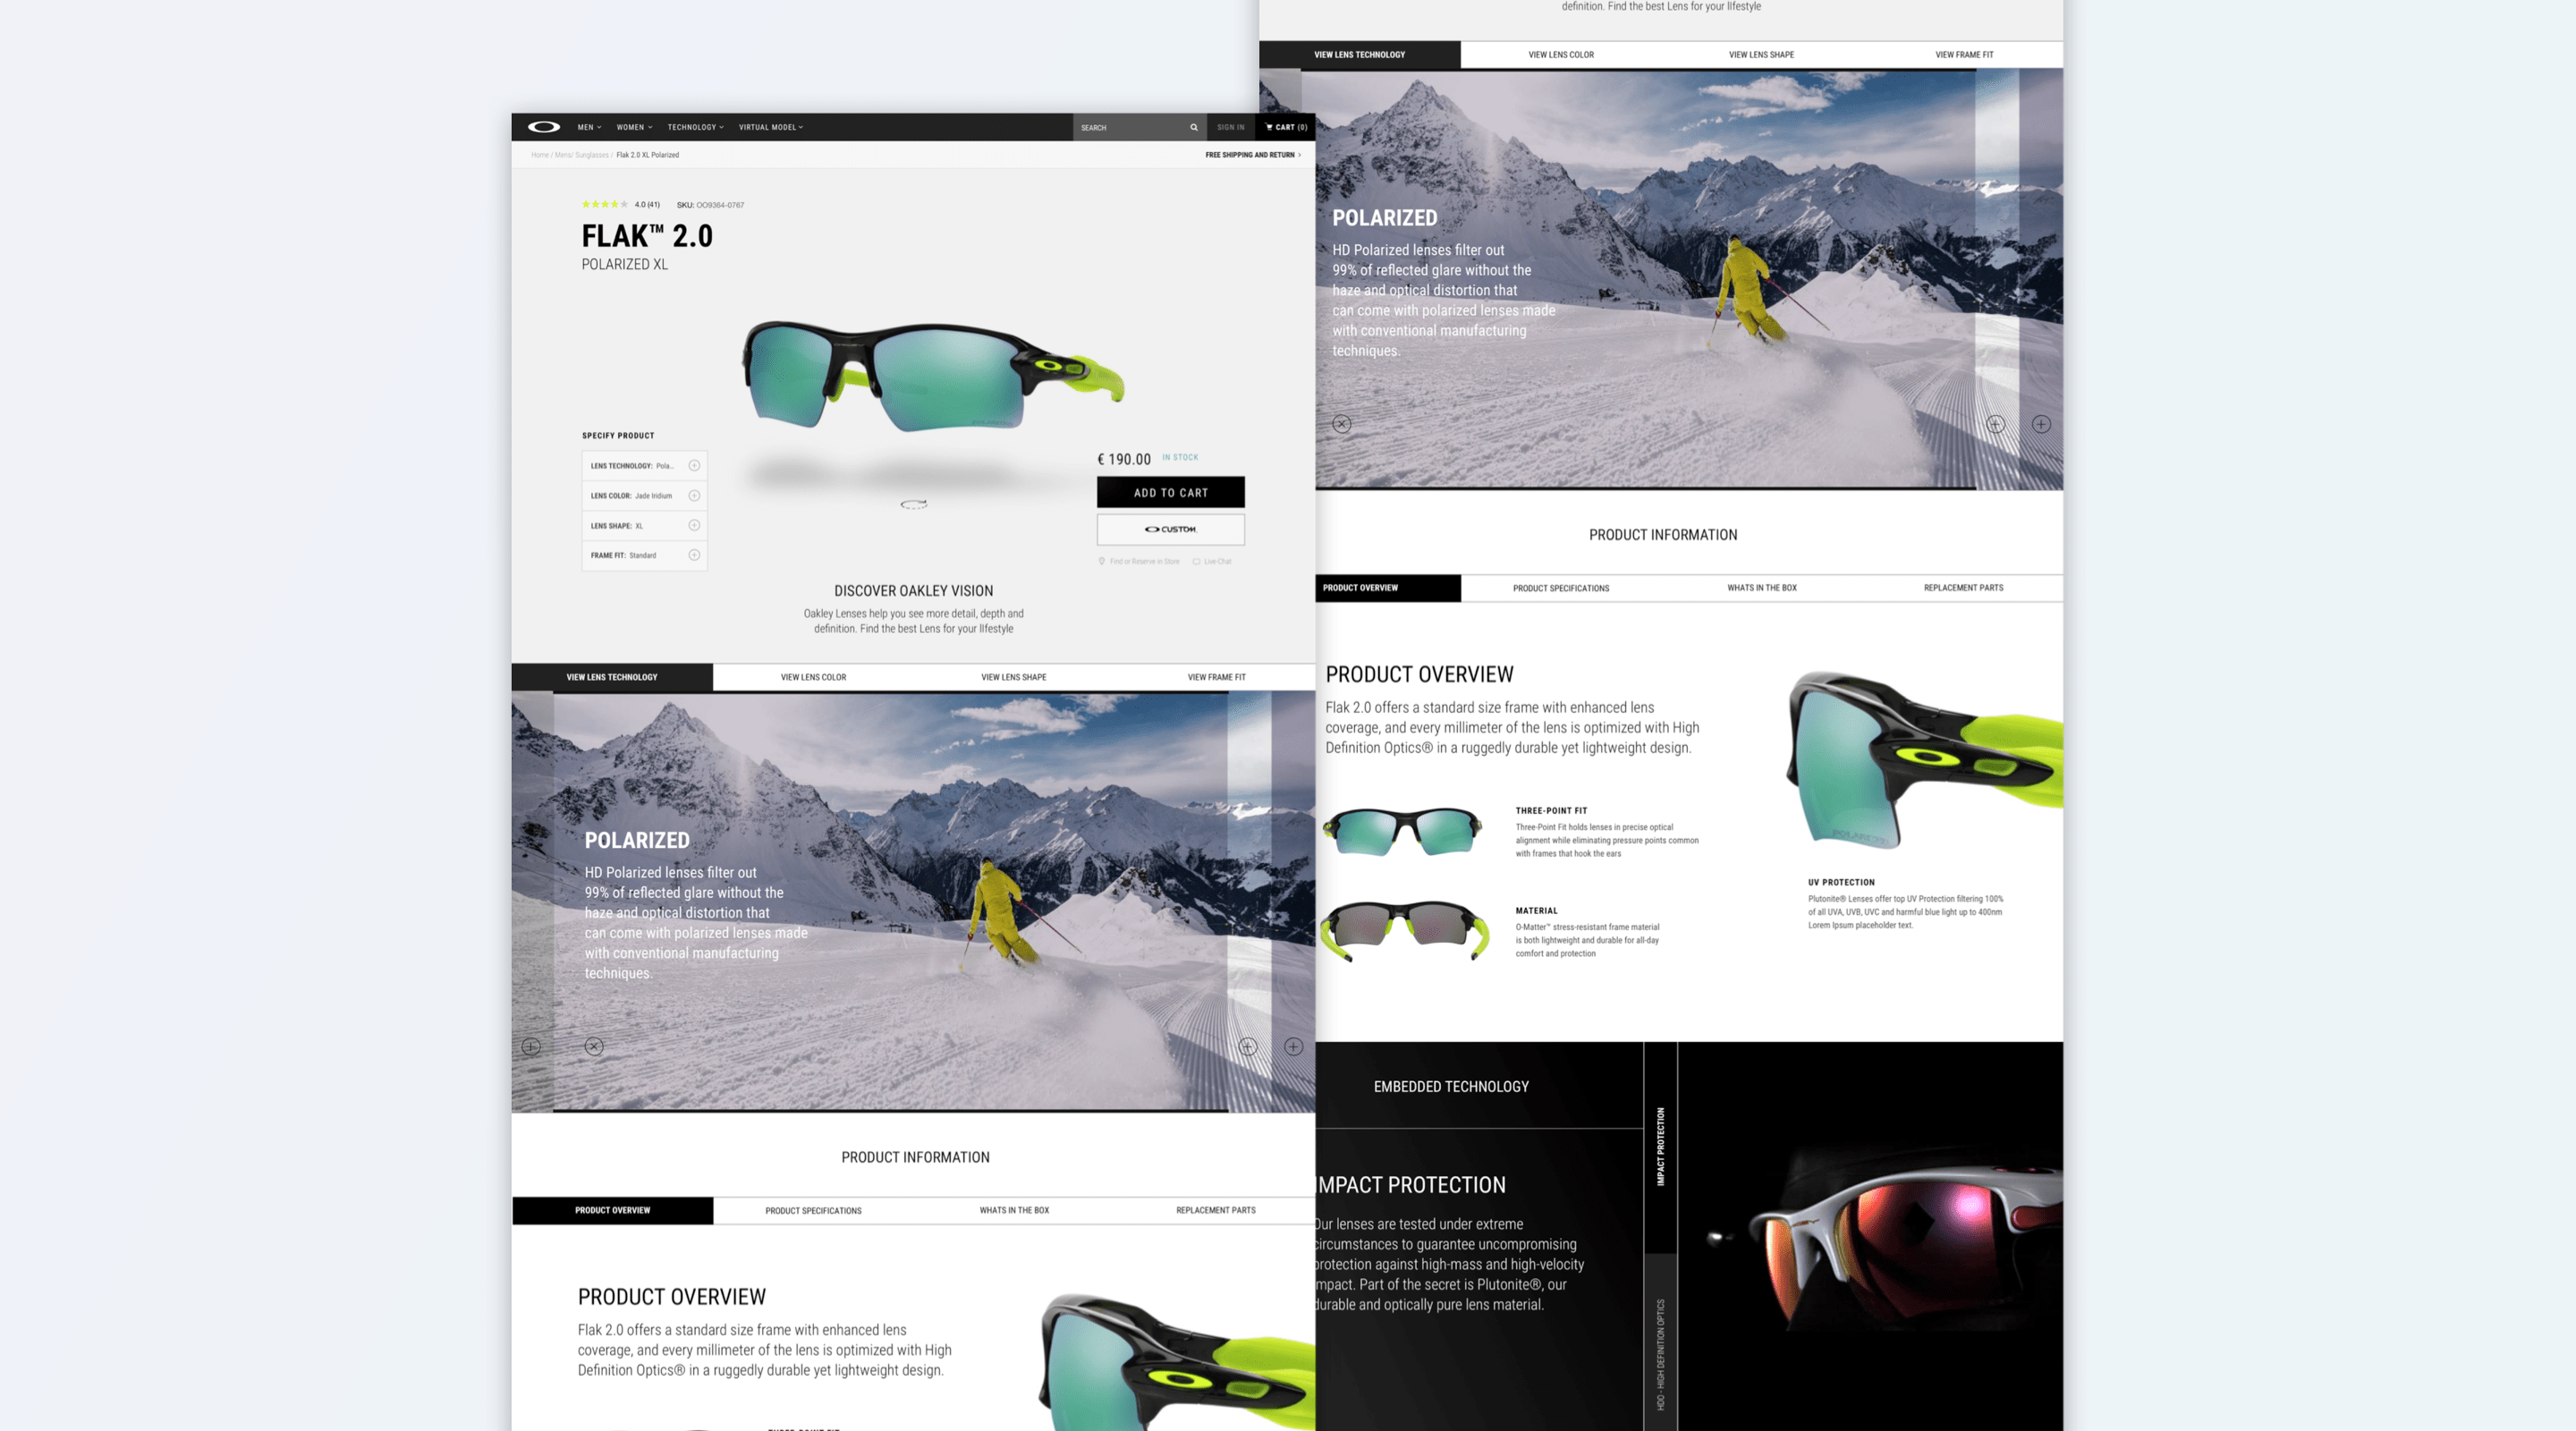 MEN
WOMEN
TECHNOLOGY
VIRTUAL MODEL
SEARCH
SIGN IN
CART (0)
Home / Mens/ Sunglasses / Flak 2.0 XL Polarized
FREE SHIPPING AND RETURN >
4.0 (41) SKU: OO9364-0767
FLAK™ 2.0
POLARIZED XL
SPECIFY PRODUCT
LENS TECHNOLOGY: Pola..
LENS COLOR: Jade Iridium
LENS SHAPE: XL
FRAME FIT: Standard
€ 190.00 IN STOCK
ADD TO CART
CUSTOM
Find or Reserve in Store Live Chat
DISCOVER OAKLEY VISION
Oakley Lenses help you see more detail, depth and
definition. Find the best Lens for your lIfestyle
VIEW LENS TECHNOLOGY
VIEW LENS COLOR
VIEW LENS SHAPE
VIEW FRAME FIT
POLARIZED
HD Polarized lenses filter out
99% of reflected glare without the
haze and optical distortion that
can come with polarized lenses made
with conventional manufacturing
techniques.
PRODUCT INFORMATION
PRODUCT OVERVIEW
PRODUCT SPECIFICATIONS
WHATS IN THE BOX
REPLACEMENT PARTS
PRODUCT OVERVIEW
Flak 2.0 offers a standard size frame with enhanced lens
coverage, and every millimeter of the lens is optimized with High
Definition Optics® in a ruggedly durable yet lightweight design.
definition. Find the best Lens for your lIfestyle
VIEW LENS TECHNOLOGY
VIEW LENS COLOR
VIEW LENS SHAPE
VIEW FRAME FIT
POLARIZED
HD Polarized lenses filter out
99% of reflected glare without the
haze and optical distortion that
can come with polarized lenses made
with conventional manufacturing
techniques.
PRODUCT INFORMATION
PRODUCT OVERVIEW
PRODUCT SPECIFICATIONS
WHATS IN THE BOX
REPLACEMENT PARTS
PRODUCT OVERVIEW
Flak 2.0 offers a standard size frame with enhanced lens
coverage, and every millimeter of the lens is optimized with High
Definition Optics® in a ruggedly durable yet lightweight design.
THREE-POINT FIT
Three-Point Fit holds lenses in precise optical
alignment while eliminating pressure points common
with frames that hook the ears
MATERIAL
O-Matter™ stress-resistant frame material
is both lightweight and durable for all-day
comfort and protection
UV PROTECTION
Plutonite® Lenses offer top UV Protection filtering 100%
of all UVA, UVB, UVC and harmful blue light up to 400nm
Lorem Ipsum placeholder text.
EMBEDDED TECHNOLOGY
IMPACT PROTECTION
Our lenses are tested under extreme
circumstances to guarantee uncompromising
protection against high-mass and high-velocity
impact. Part of the secret is Plutonite®, our
durable and optically pure lens material.
IMPACT PROTECTION
HDO - HIGH DEFINITION OPTICS